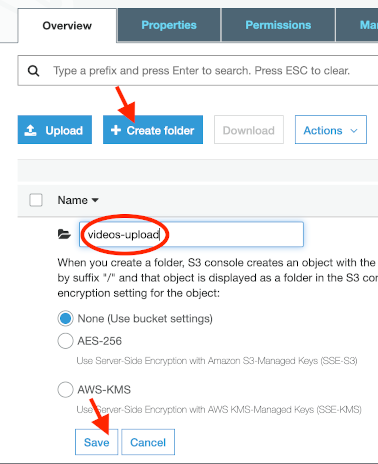 Overview Properties Permissions
Type a prefix and press Enter to search. Press ESC to clear.
Upload + Create folder Download Actions
Name
videos-upload
When you create a folder, S3 console creates an object with the
by suffix "/" and that object is displayed as a folder in the S3
encryption setting for the object:
None (Use bucket settings)
AES-256
Use Server-Side Encryption with Amazon S3-Managed Keys (SSE-S3)
AWS-KMS
Use Server-Side Encryption with AWS KMS-Managed Keys (SSE-KMS)
Save Cancel